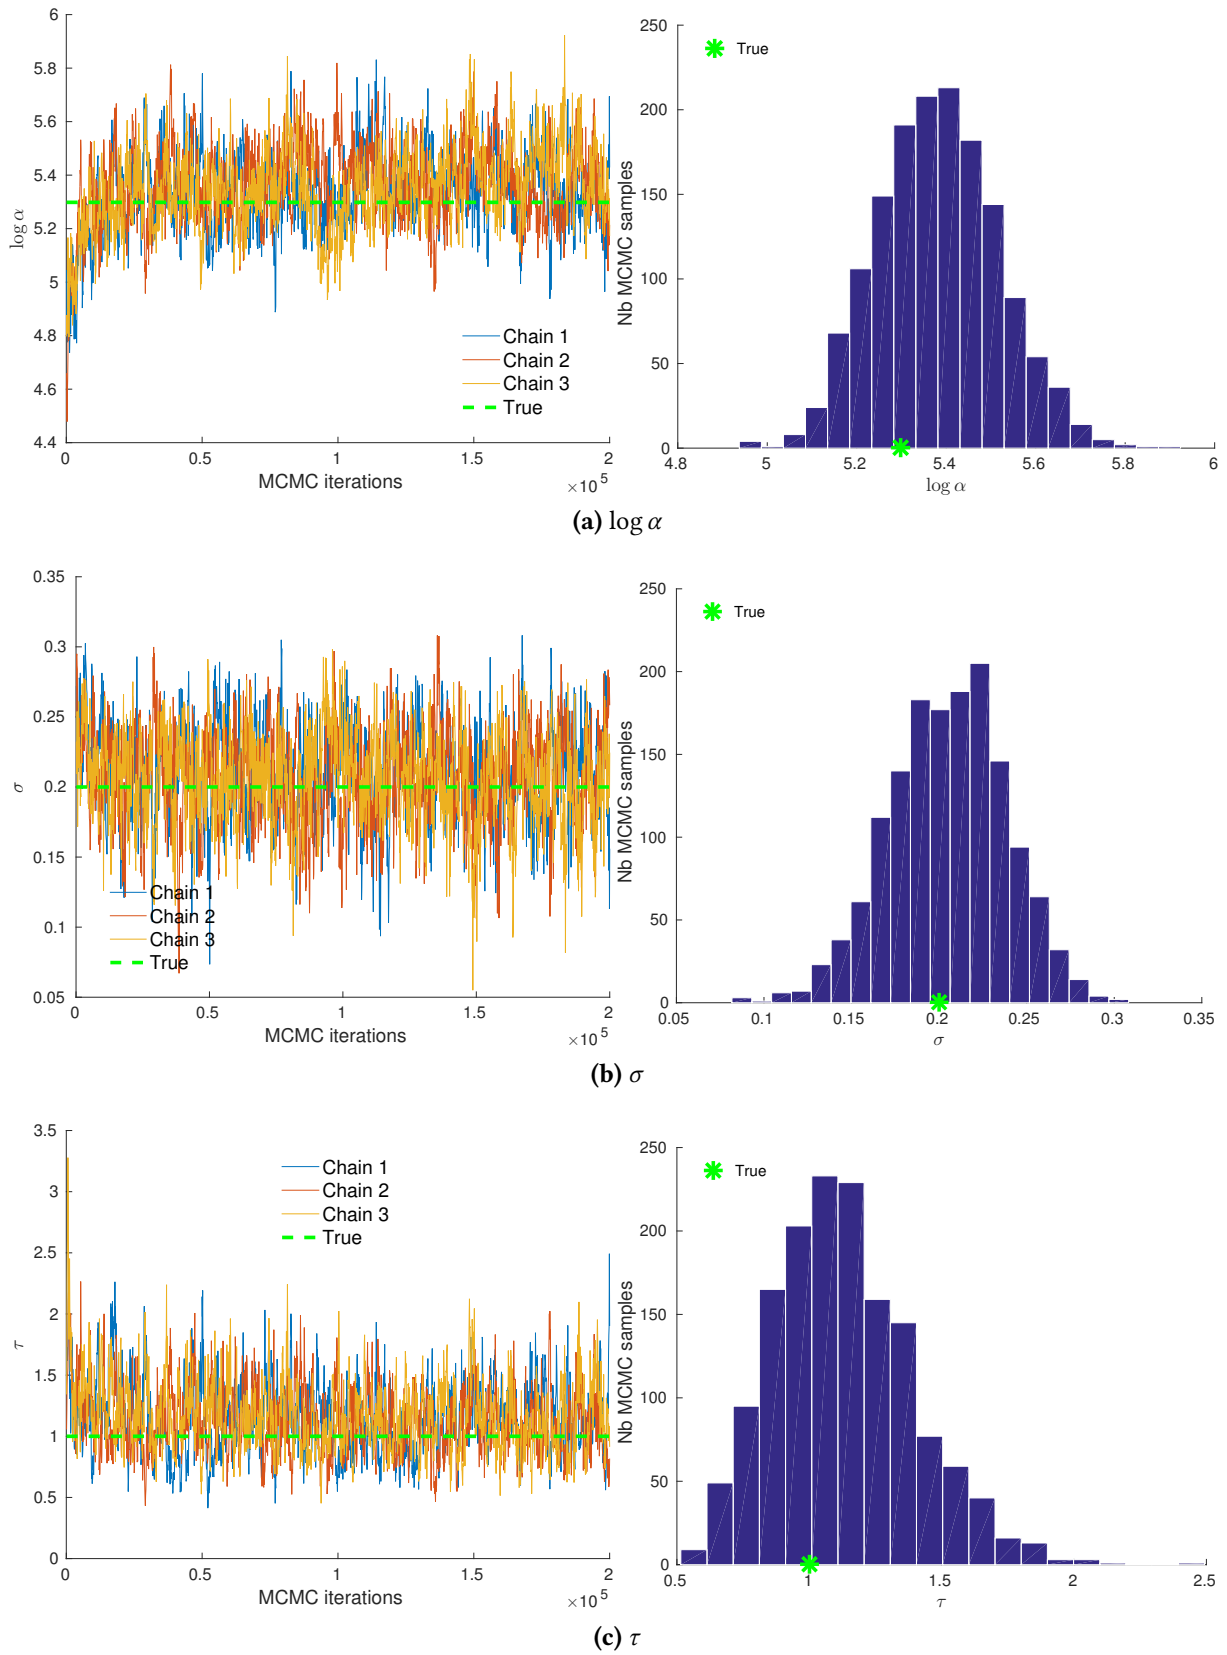 6
5.8
5.6
5.4
5.2
5
4.8
4.6
4.4
log α
0
0.5
1
1.5
2
MCMC iterations
×10^5
Chain 1
Chain 2
Chain 3
True
250
200
150
100
50
0
Nb MCMC samples
True
4.8
5
5.2
5.4
5.6
5.8
6
log α
(a) log α
0.35
0.3
0.25
0.2
0.15
0.1
0.05
σ
Chain 1
Chain 2
Chain 3
True
0
0.5
1
1.5
2
MCMC iterations
×10^5
250
200
150
100
50
0
Nb MCMC samples
True
0.05
0.1
0.15
0.2
0.25
0.3
0.35
σ
(b) σ
3.5
3
2.5
2
1.5
1
0.5
0
τ
Chain 1
Chain 2
Chain 3
True
0
0.5
1
1.5
2
MCMC iterations
×10^5
250
200
150
100
50
0
Nb MCMC samples
True
0.5
1
1.5
2
2.5
τ
(c) τ